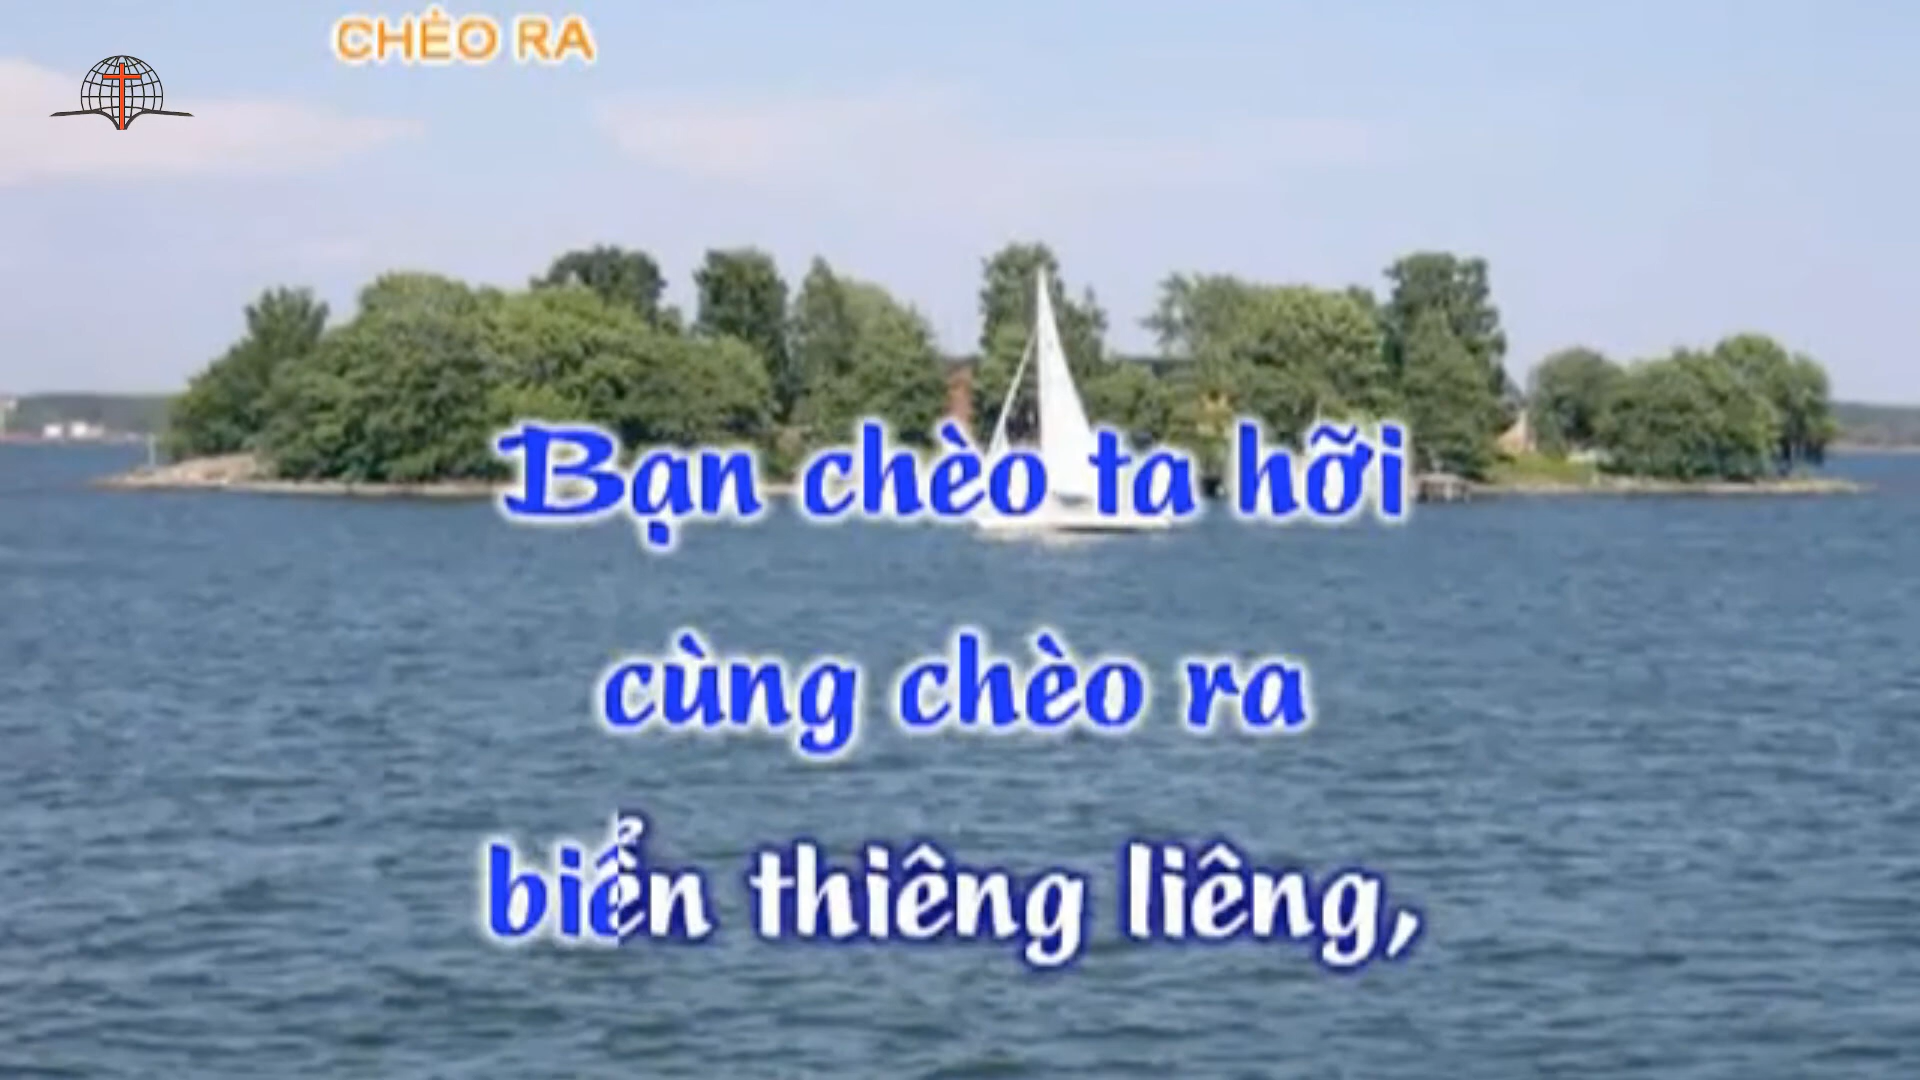 CHÈO RA
Bạn chèo ta hỡi
cùng chèo ra
biển thiêng liêng,